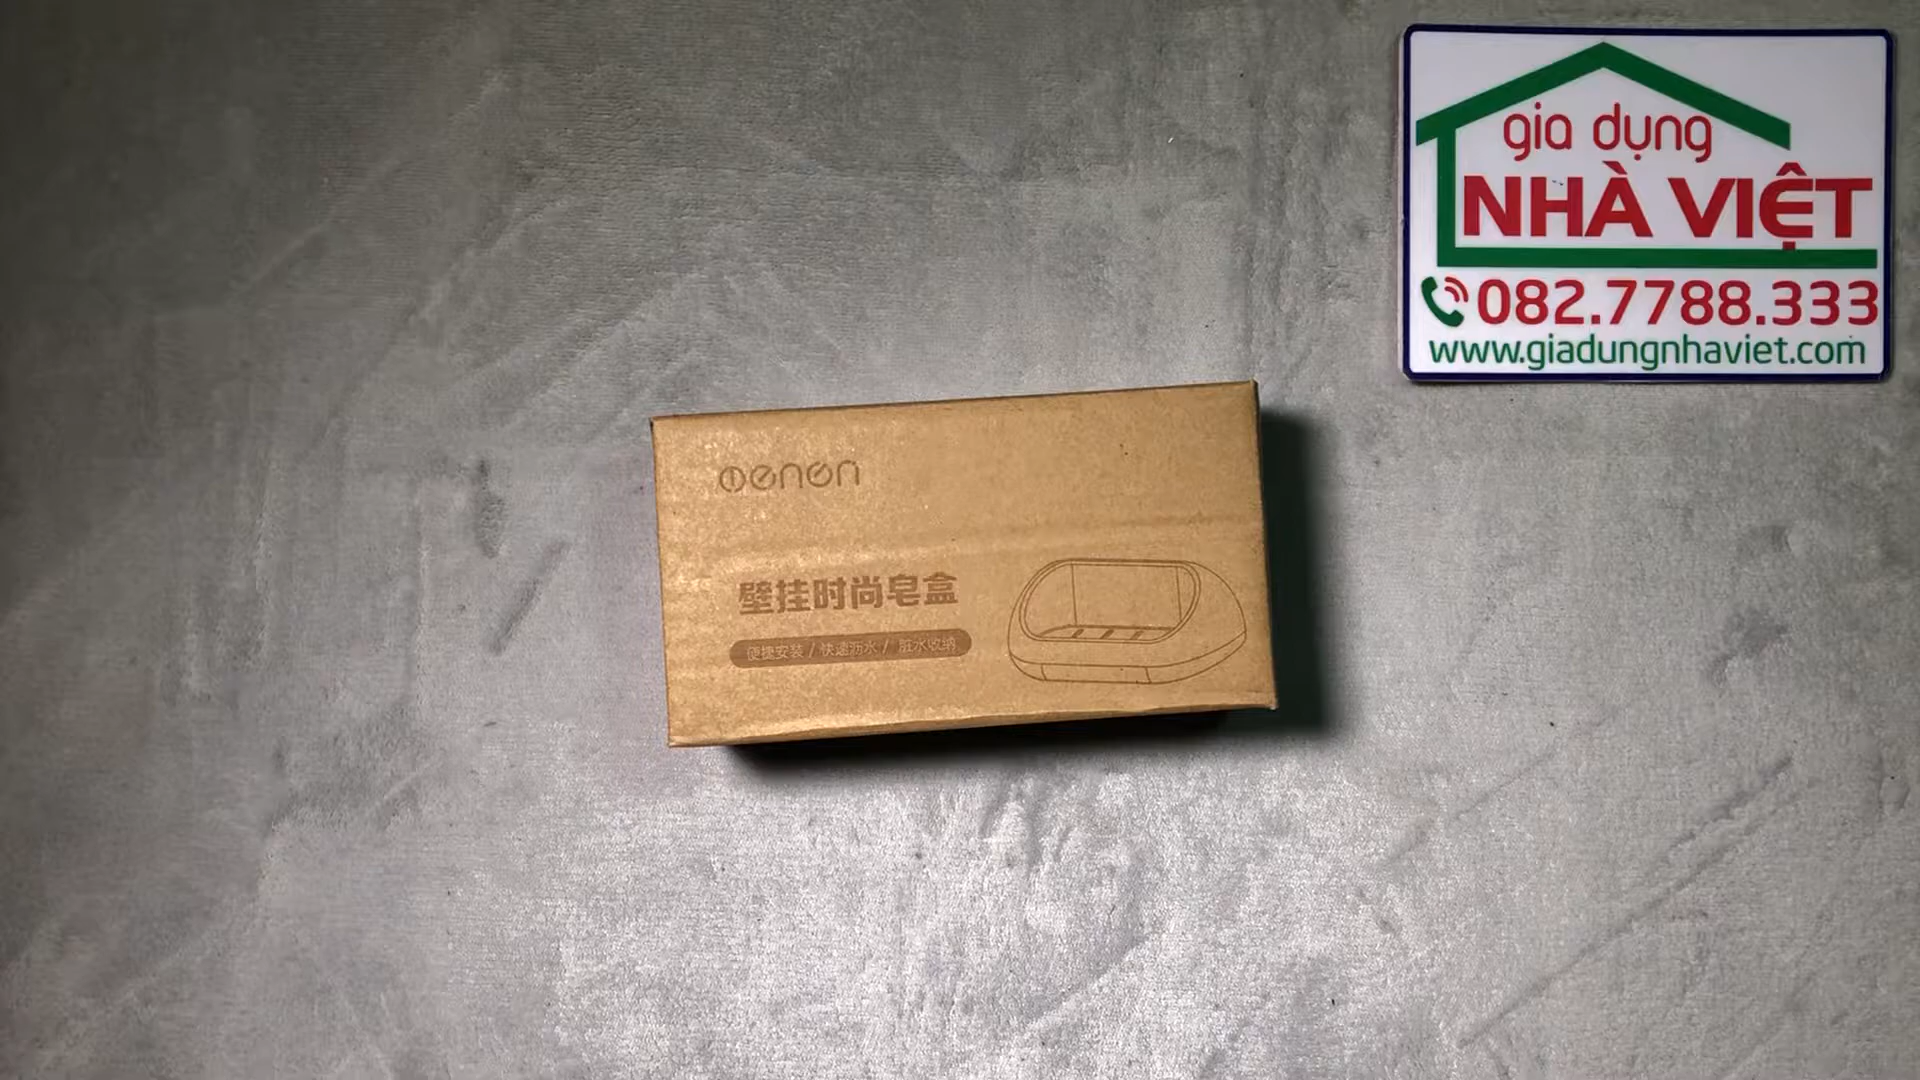 gia dụng
NHÀ VIỆT
082.7788.333
www.giadungnhaviet.com
oenon
壁挂时尚皂盒
便捷安装 / 快速沥水 / 脏水收纳